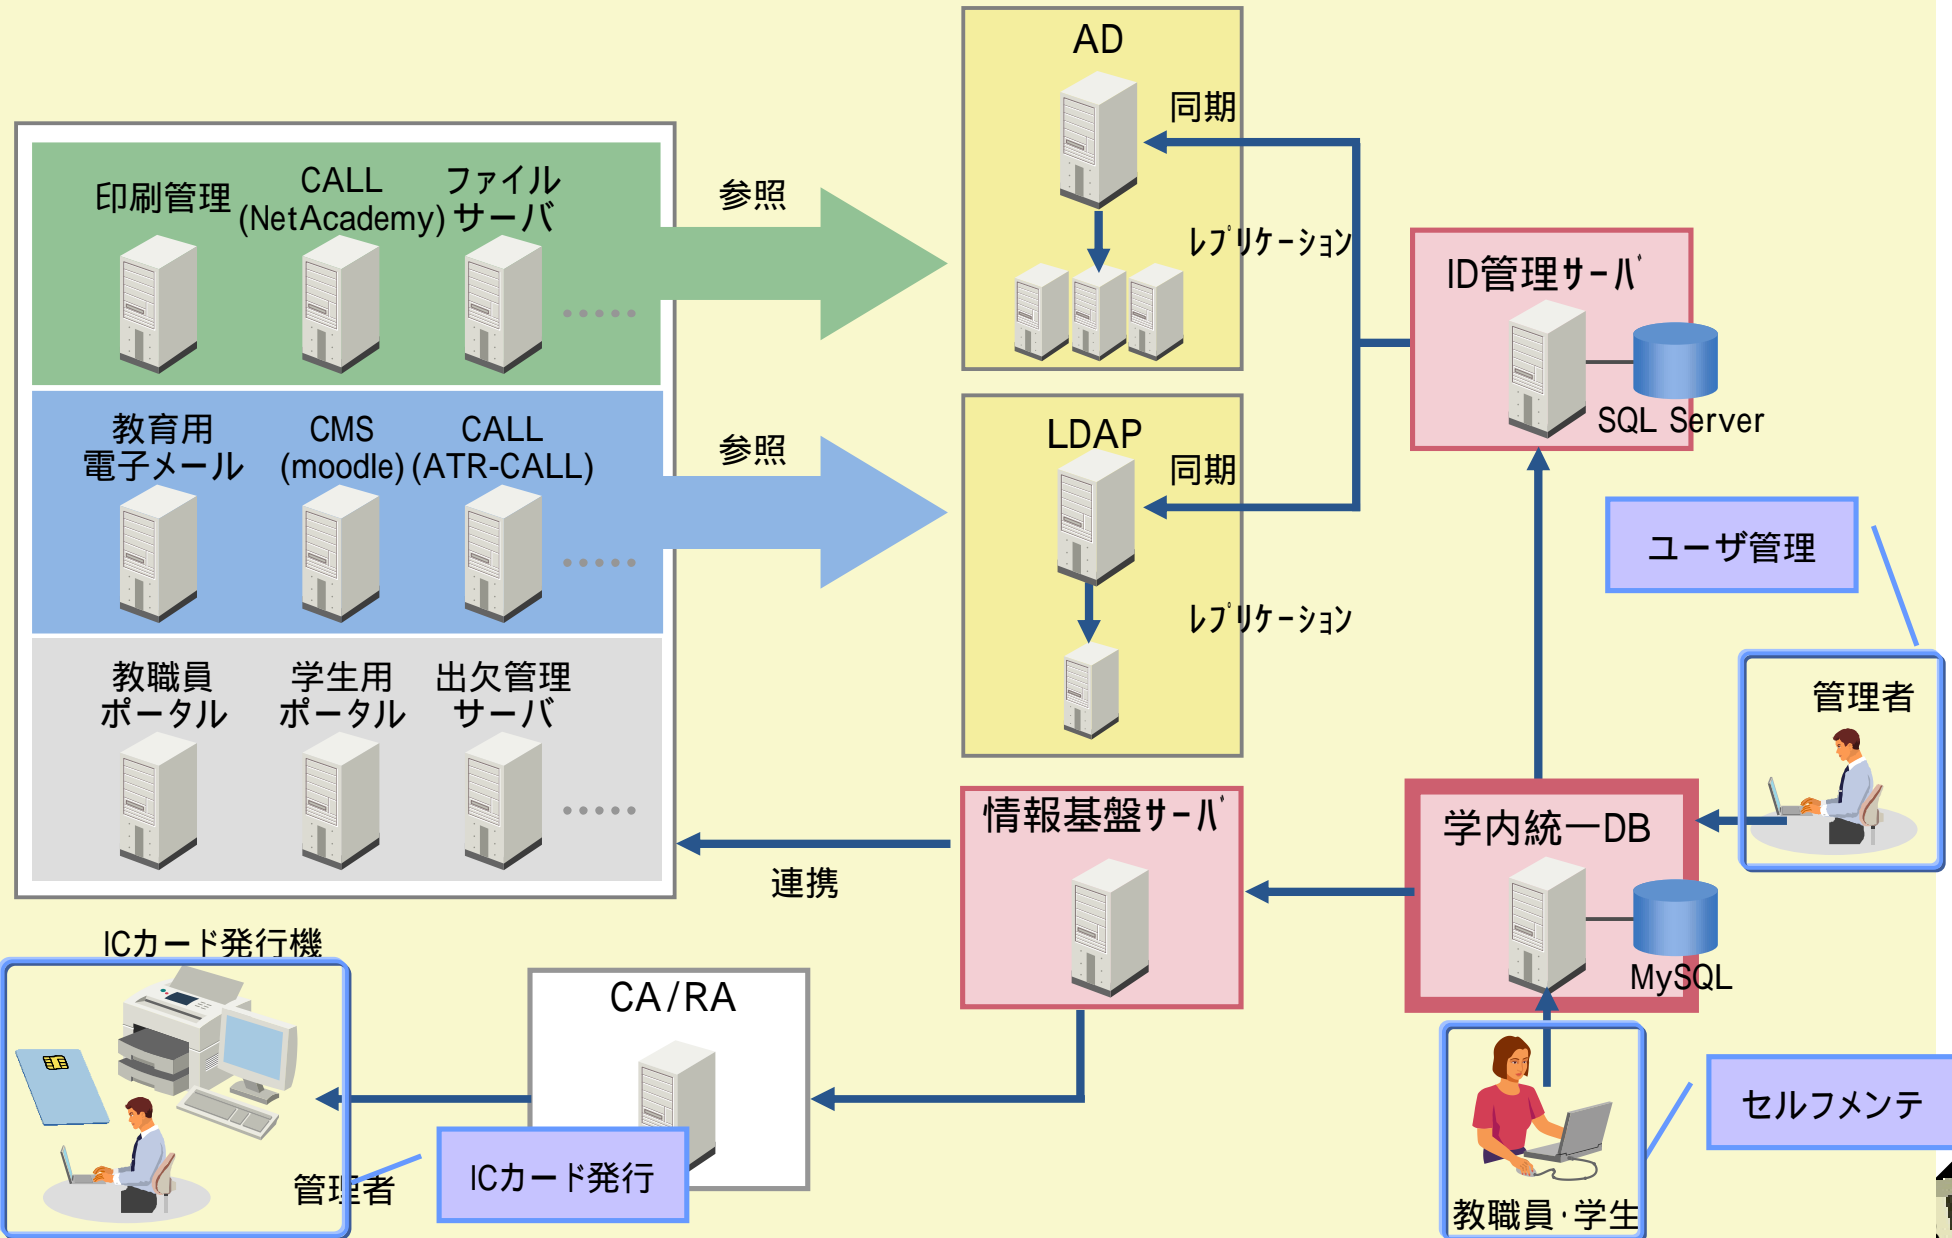 AD
同期
印刷管理
CALL
(NetAcademy)
ファイル
サーバ
参照
レプリケーション
ID管理サーバ
SQL Server
教育用
電子メール
CMS
(moodle)
CALL
(ATR-CALL)
参照
LDAP
同期
レプリケーション
ユーザ管理
管理者
教職員
ポータル
学生用
ポータル
出欠管理
サーバ
情報基盤サーバ
学内統一DB
MySQL
連携
ICカード発行機
CA/RA
管理者
ICカード発行
セルフメンテ
教職員・学生